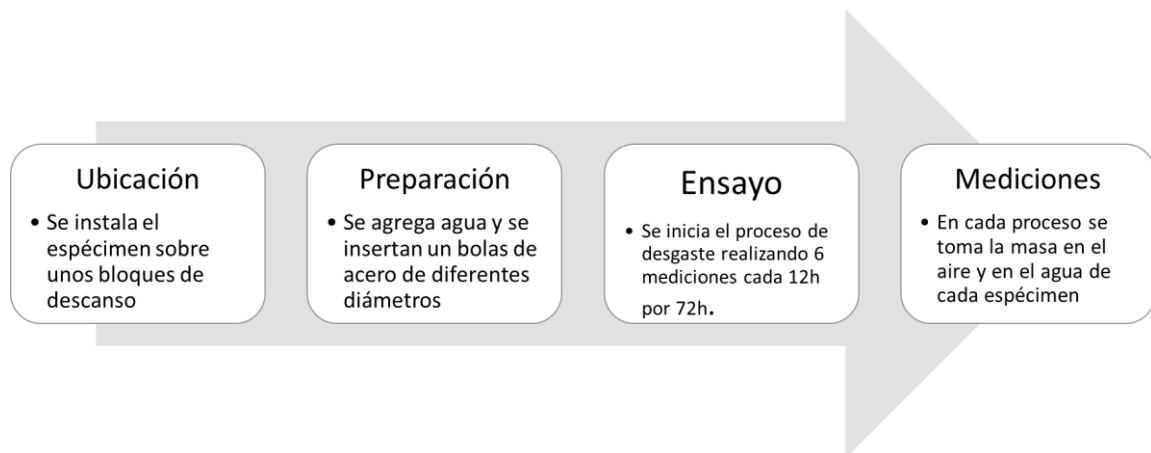 Ubicación
• Se instala el
espécimen sobre
unos bloques de
descanso
Preparación
• Se agrega agua y se
insertan un bolas de
acero de diferentes
diámetros
Ensayo
• Se inicia el proceso de
desgaste realizando 6
mediciones cada 12h
por 72h.
Mediciones
• En cada proceso se
toma la masa en el
aire y en el agua de
cada espécimen